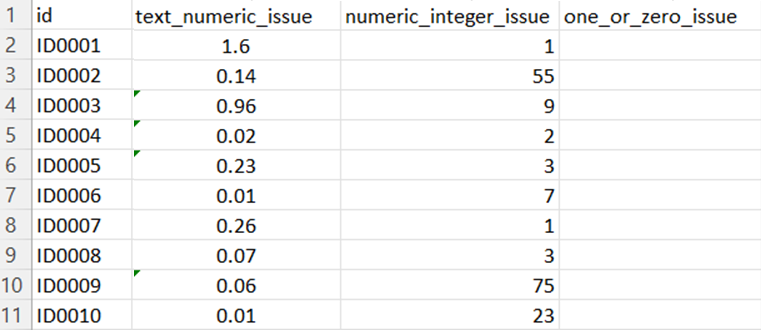 1 id text_numeric_issue numeric_integer_issue one_or_zero_issue
2 ID0001 1.6 1
3 ID0002 0.14 55
4 ID0003 0.96 9
5 ID0004 0.02 2
6 ID0005 0.23 3
7 ID0006 0.01 7
8 ID0007 0.26 1
9 ID0008 0.07 3
10 ID0009 0.06 75
11 ID0010 0.01 23